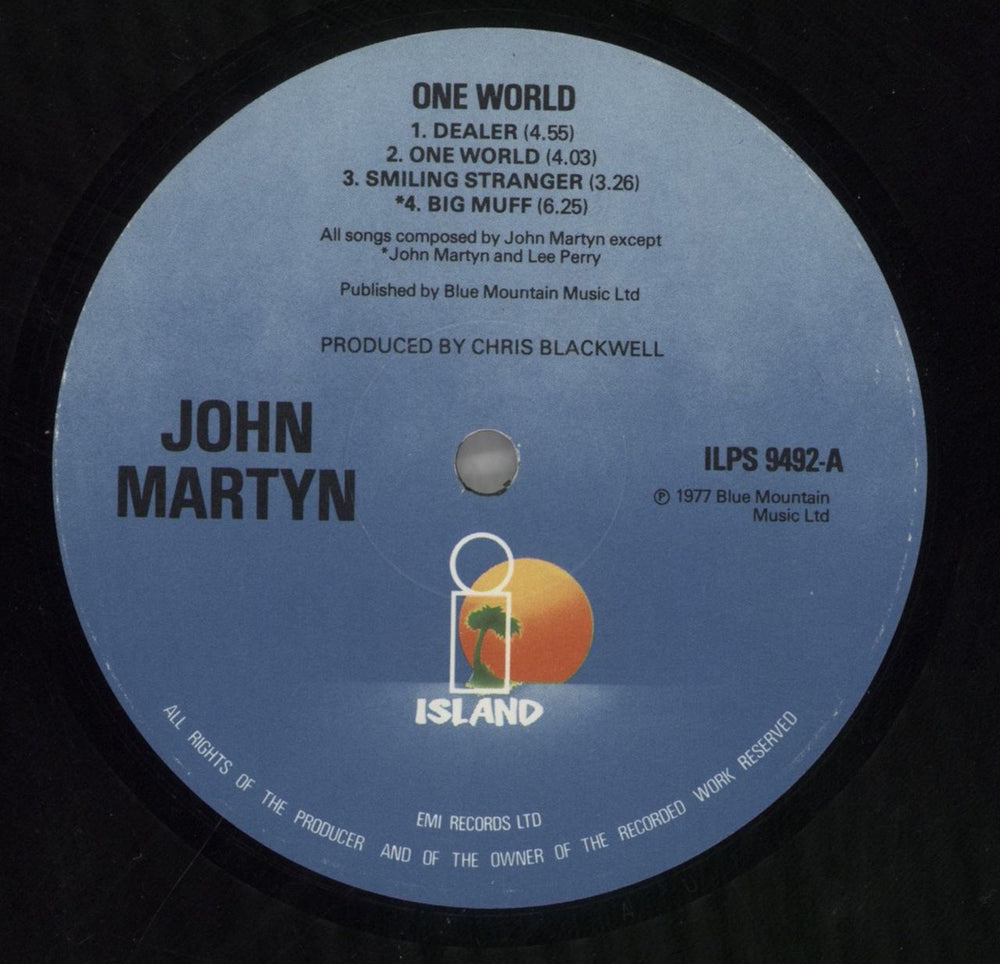 ONE WORLD
1. DEALER (4.55)
2. ONE WORLD (4.03)
3. SMILING STRANGER (3.26)
*4. BIG MUFF (6.25)
All songs composed by John Martyn except
*John Martyn and Lee Perry
Published by Blue Mountain Music Ltd
PRODUCED BY CHRIS BLACKWELL
JOHN
MARTYN
ILPS 9492-A
℗ 1977 Blue Mountain
Music Ltd
i
ISLAND
EMI RECORDS LTD
ALL RIGHTS OF THE PRODUCER AND OF THE OWNER OF THE RECORDED WORK RESERVED